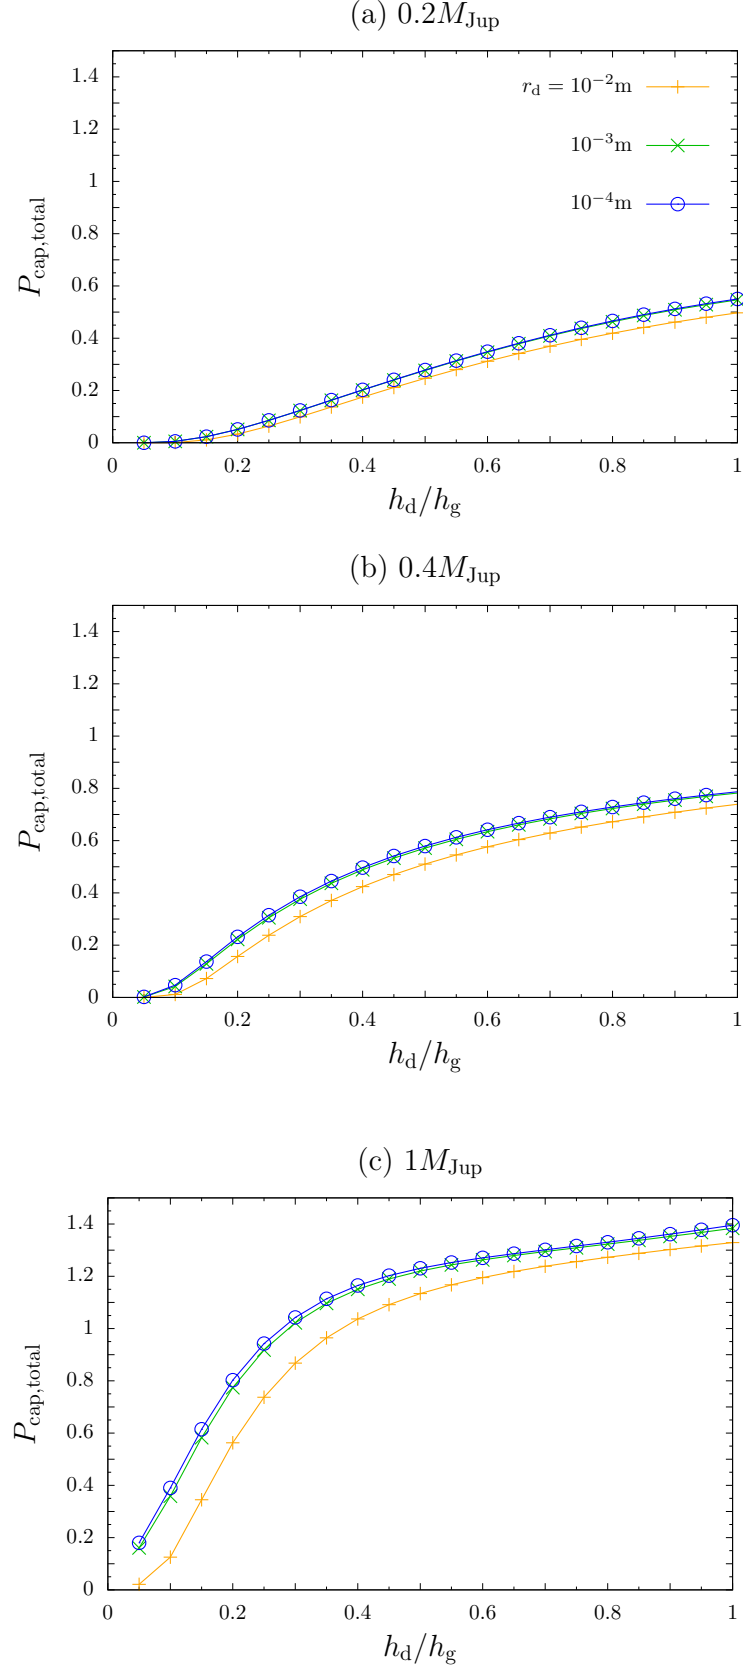 (a) 0.2M_Jup
1.4
r_d = 10^−2m
1.2
10^−3m
1
10^−4m
0.8
0.6
0.4
0.2
0
0 0.2 0.4 0.6 0.8 1
P_cap,total
h_d/h_g
(b) 0.4M_Jup
1.4
1.2
1
0.8
0.6
0.4
0.2
0
0 0.2 0.4 0.6 0.8 1
P_cap,total
h_d/h_g
(c) 1M_Jup
1.4
1.2
1
0.8
0.6
0.4
0.2
0
0 0.2 0.4 0.6 0.8 1
P_cap,total
h_d/h_g